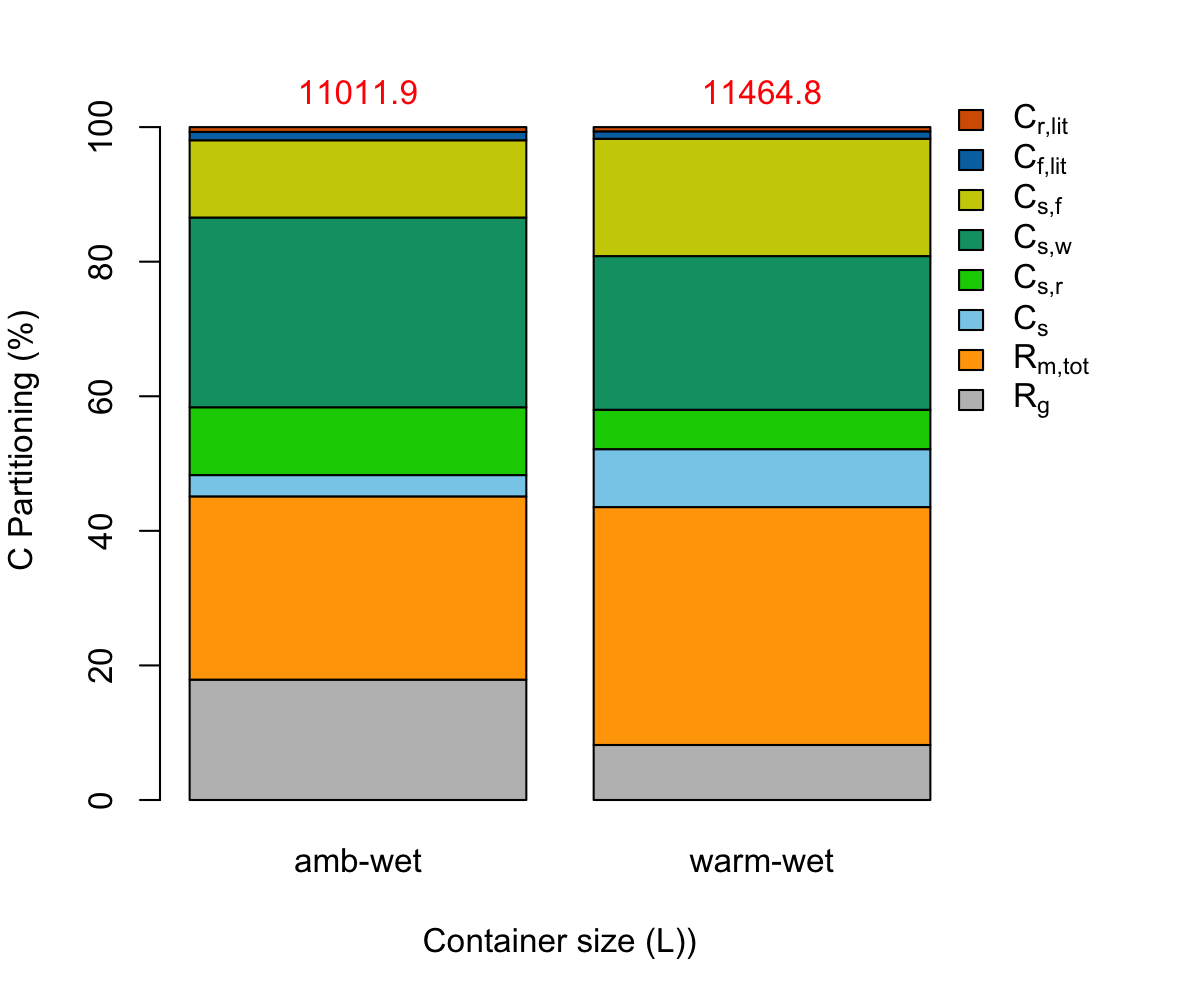 11011.9
11464.8
C Partitioning (%)
100
80
60
40
20
0
amb-wet
warm-wet
Container size (L))
Cr,lit
Cf,lit
Cs,f
Cs,w
Cs,r
Cs
Rm,tot
Rg